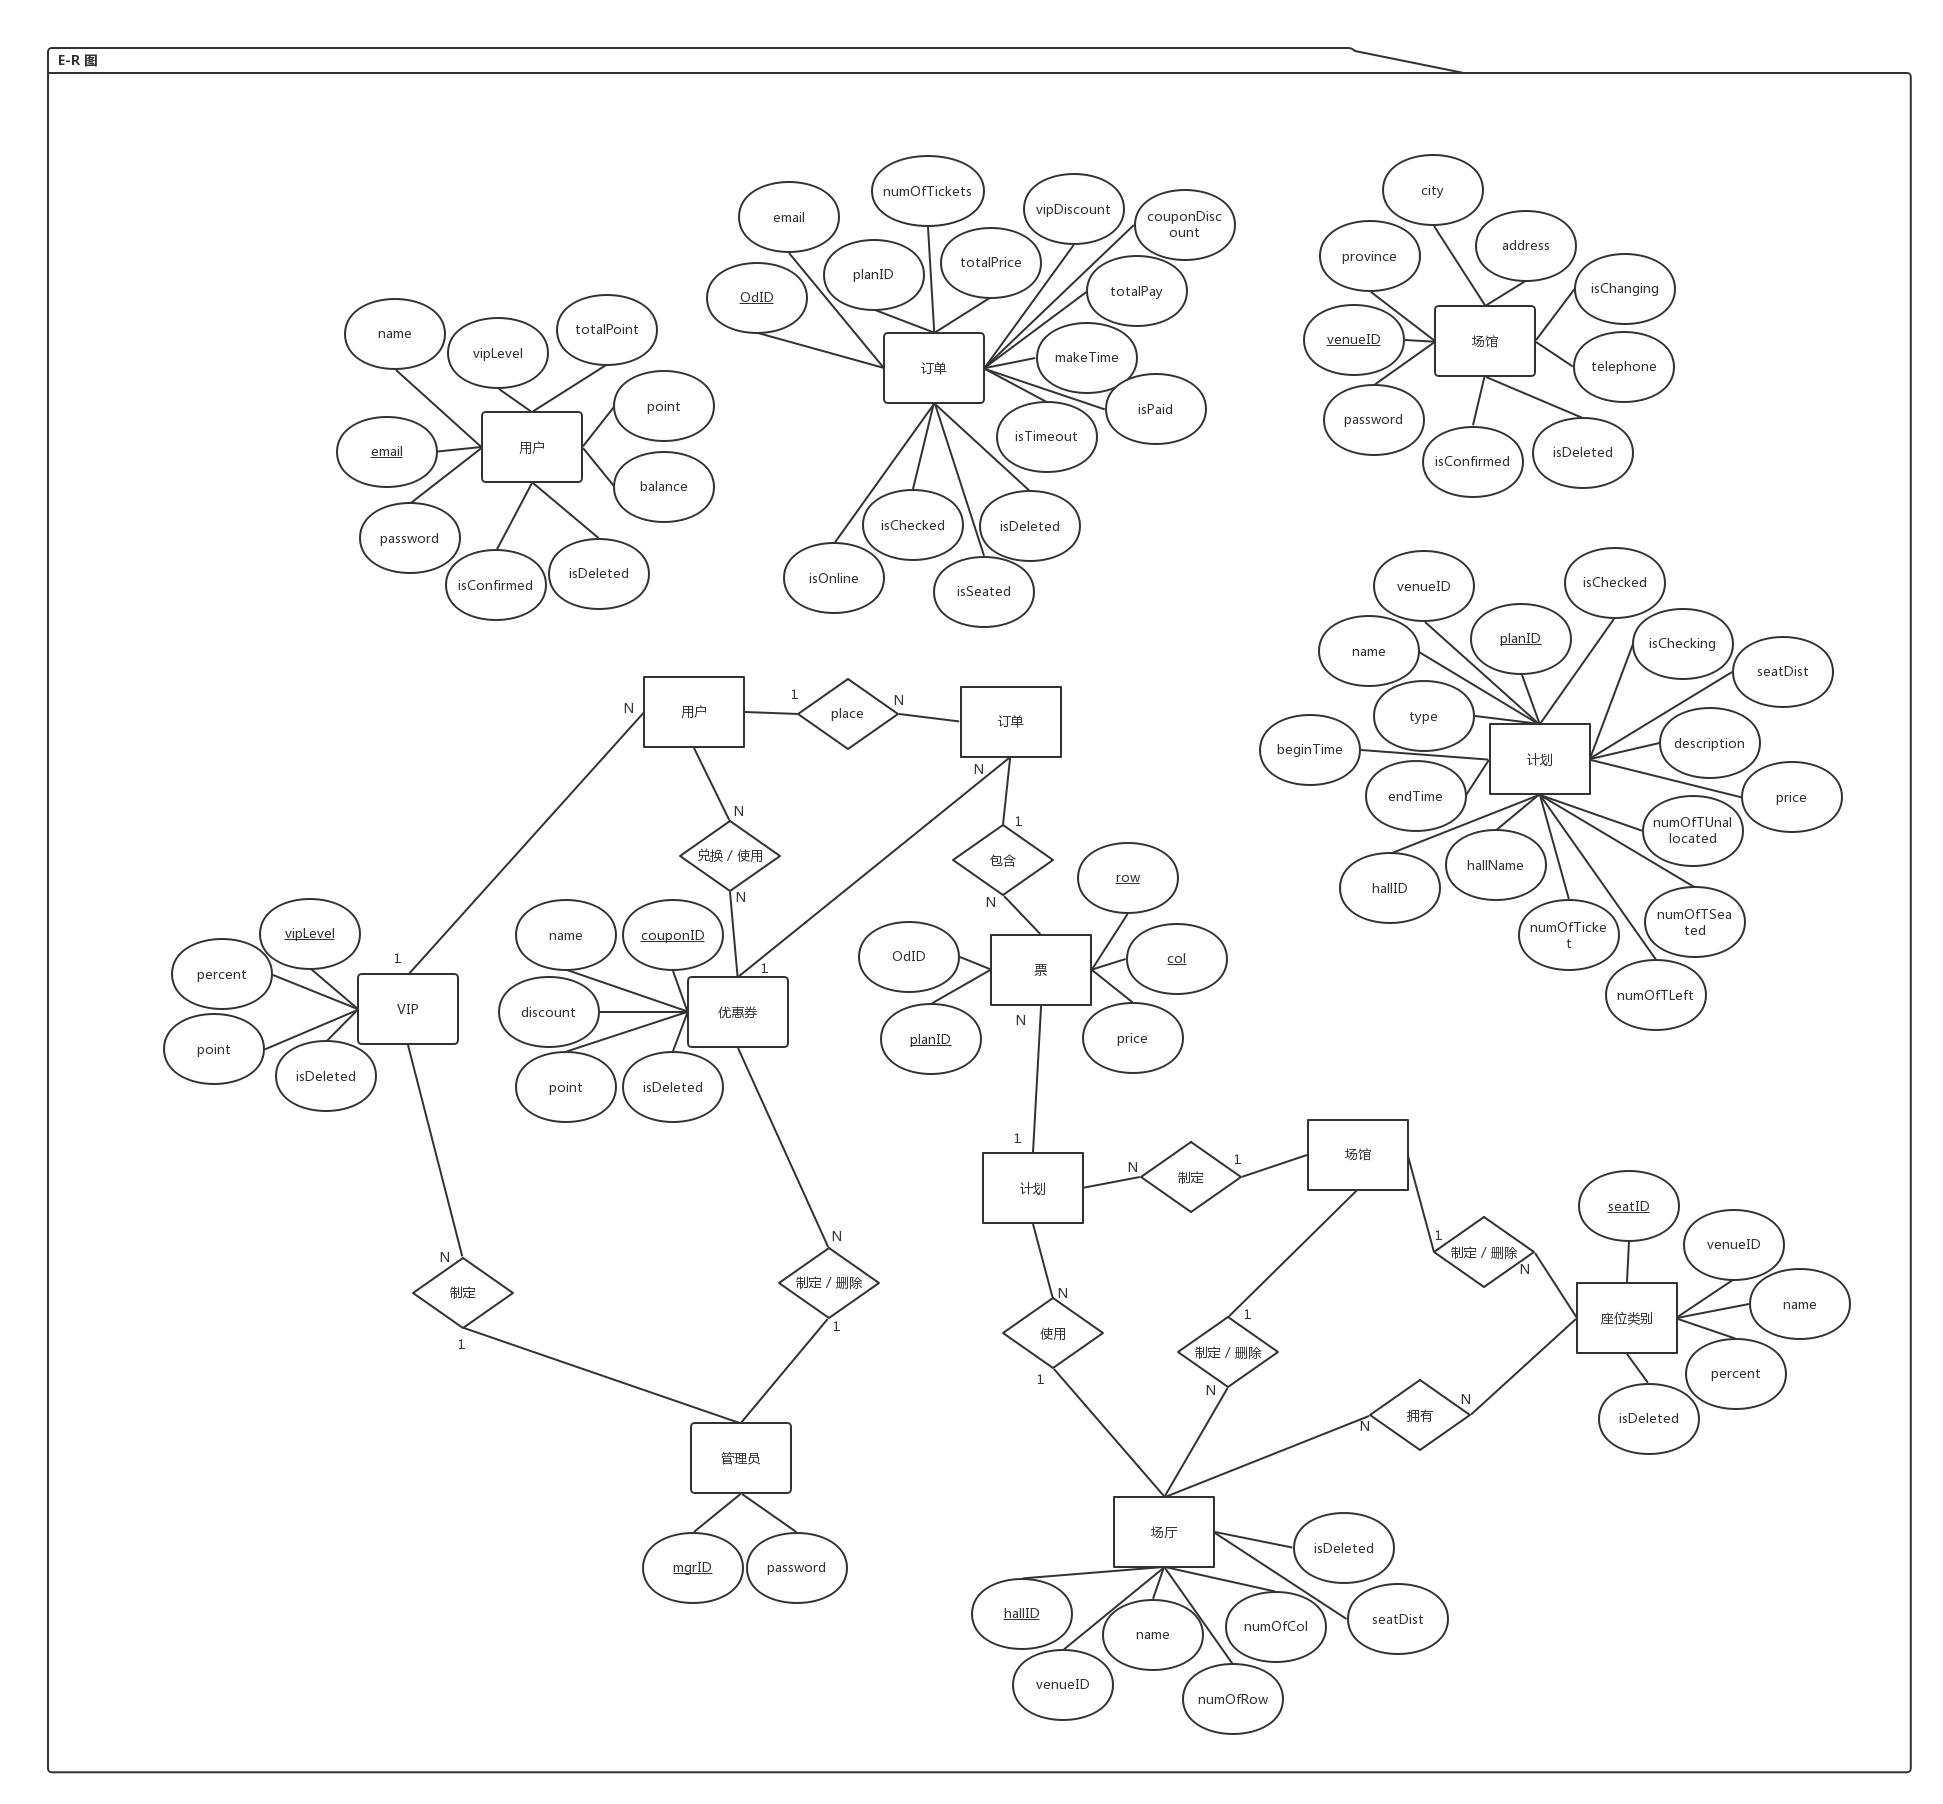 E-R 图
city
numOfTickets
vipDiscount
couponDisc
ount
email
address
province
totalPrice
planID
isChanging
totalPay
OdID
totalPoint
name
venueID
场馆
vipLevel
makeTime
订单
telephone
point
isPaid
password
isTimeout
用户
email
isDeleted
isConfirmed
balance
isChecked
isDeleted
password
isDeleted
isConfirmed
isOnline
isSeated
isChecked
venueID
planID
isChecking
name
seatDist
type
description
beginTime
计划
endTime
price
numOfTUnal
located
hallName
hallID
numOfTSea
ted
numOfTicke
t
numOfTLeft
N
用户
1
place
N
订单
N
N
兑换 / 使用
N
1
包含
N
row
vipLevel
name
couponID
OdID
col
percent
1
VIP
1
优惠券
票
discount
point
isDeleted
point
isDeleted
planID
price
N
1
计划
N
制定
1
场馆
seatID
venueID
1
制定 / 删除
N
name
座位类别
percent
isDeleted
N
制定
1
N
制定 / 删除
1
N
使用
1
1
制定 / 删除
N
N
拥有
N
管理员
mgrID
password
场厅
isDeleted
hallID
name
numOfCol
seatDist
venueID
numOfRow